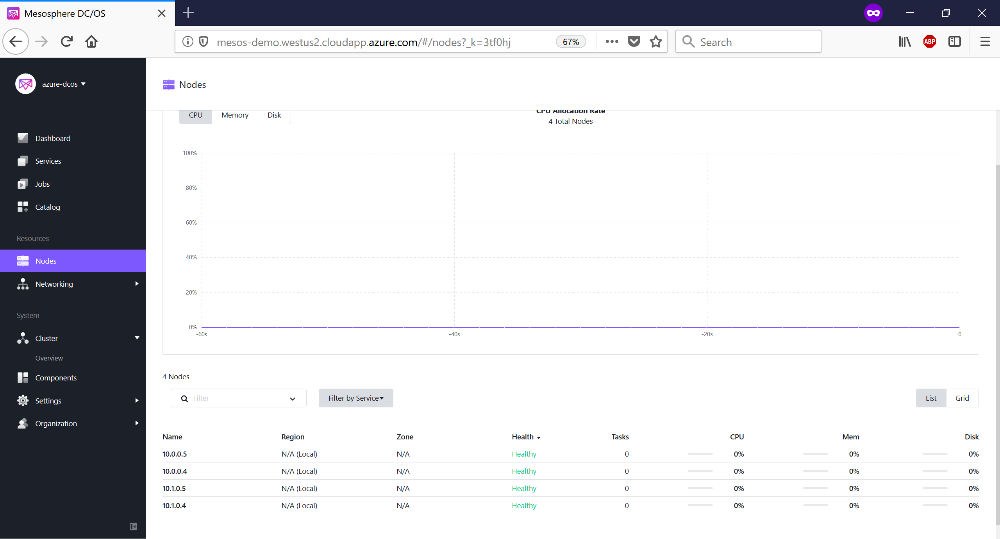 Mesosphere DC/OS
mesos-demo.westus2.cloudapp.azure.com/#/nodes?_k=3tf0hj
67%
Search
ABP
azure-dcos
Dashboard
Services
Jobs
Catalog
Resources
Nodes
Networking
System
Cluster
Overview
Components
Settings
Organization
Nodes
CPU Memory Disk
CPU Allocation Rate
4 Total Nodes
100%
80%
60%
40%
20%
0%
-60s -40s -20s 0
4 Nodes
Filter Filter by Service List Grid
Name Region Zone Health Tasks CPU Mem Disk
10.0.0.5 N/A (Local) N/A Healthy 0 0% 0% 0%
10.0.0.4 N/A (Local) N/A Healthy 0 0% 0% 0%
10.1.0.5 N/A (Local) N/A Healthy 0 0% 0% 0%
10.1.0.4 N/A (Local) N/A Healthy 0 0% 0% 0%